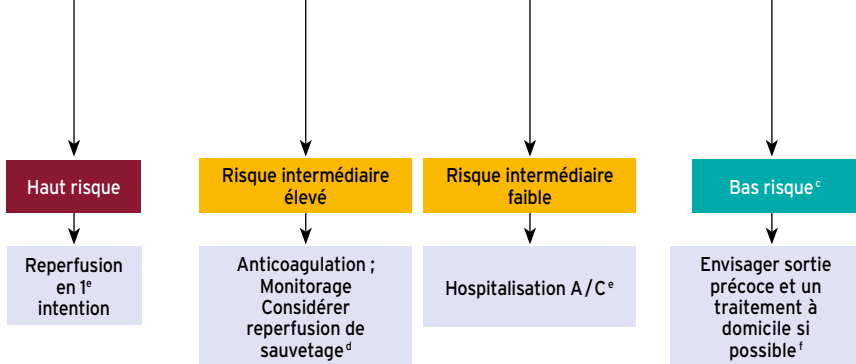 Haut risque
Risque intermédiaire
élevé
Risque intermédiaire
faible
Bas risque ᶜ
Reperfusion
en 1ᵉ
intention
Anticoagulation ;
Monitorage
Considérer
reperfusion de
sauvetage ᵈ
Hospitalisation A / C ᵉ
Envisager sortie
précoce et un
traitement à
domicile si
possible ᶠ